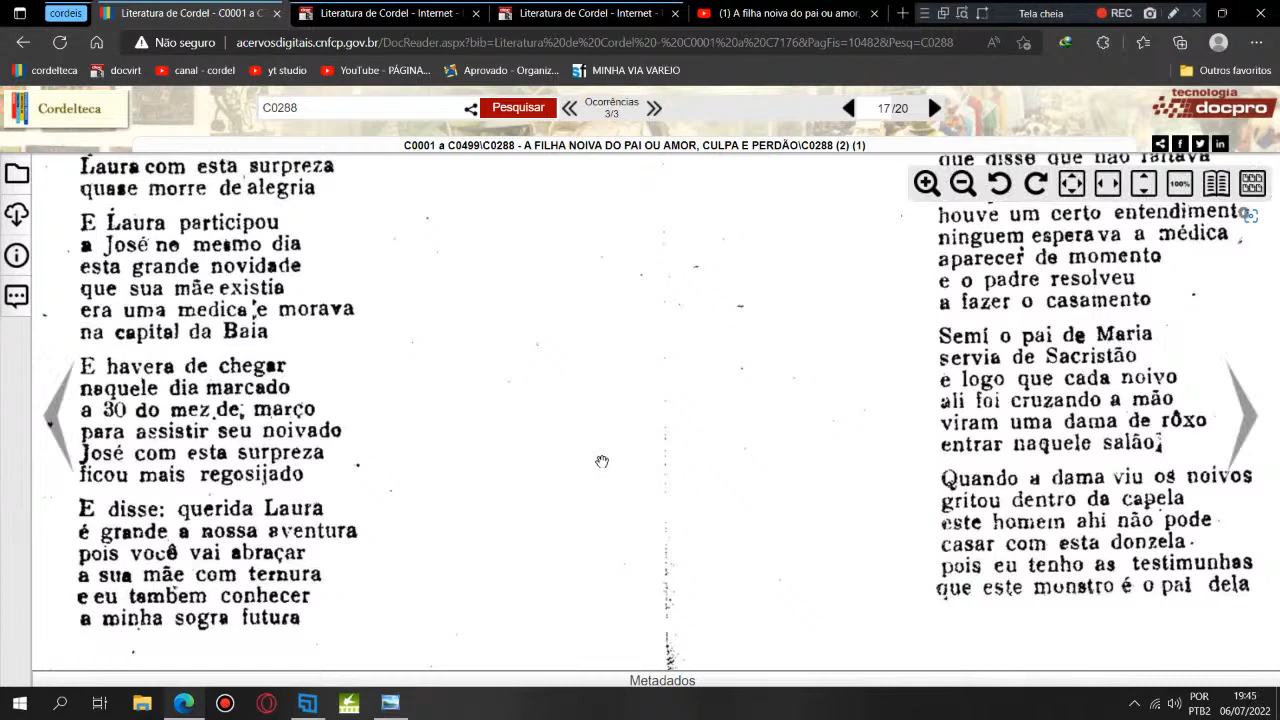 cordeis
Literatura de Cordel - C0001 a C
Literatura de Cordel - Internet -
Literatura de Cordel - Internet -
(1) A filha noiva do pai ou amor,
Tela cheia
REC
Não seguro
acervosdigitais.cnfcp.gov.br/DocReader.aspx?bib=Literatura%20de%20Cordel%20-%20C0001%20a%20C7176&PagFis=10482&Pesq=C0288
cordelteca
docvirt
canal - cordel
yt studio
YouTube - PÁGINA...
Aprovado - Organiz...
MINHA VIA VAREJO
Outros favoritos
Cordelteca
C0288
Pesquisar
Ocorrências
3/3
17/20
tecnologia
docpro
C0001 a C0499\C0288 - A FILHA NOIVA DO PAI OU AMOR, CULPA E PERDÃO\C0288 (2) (1)
100%
Laura com esta surpreza
quase morre de alegria
E Laura participou
a José no mesmo dia
esta grande novidade
que sua mãe existia
era uma medica e morava
na capital da Baia
E havera de chegar
naquele dia marcado
a 30 do mez de, março
para assistir seu noivado
José com esta surpreza
ficou mais regosijado
E disse: querida Laura
é grande a nossa aventura
pois você vai abraçar
a sua mãe com ternura
e eu tambem conhecer
a minha sogra futura
que disse que não faltava
houve um certo entendimento
ninguem esperava a médica
aparecer de momento
e o padre resolveu
a fazer o casamento
Semí o pai de Maria
servia de Sacristão
e logo que cada noivo
ali foi cruzando a mão
viram uma dama de rôxo
entrar naquele salão,
Quando a dama viu os noivos
gritou dentro da capela
este homem ahi não pode
casar com esta donzela.
pois eu tenho as testimunhas
que este monstro é o pai dela
Metadados
POR
PTB2
19:45
06/07/2022